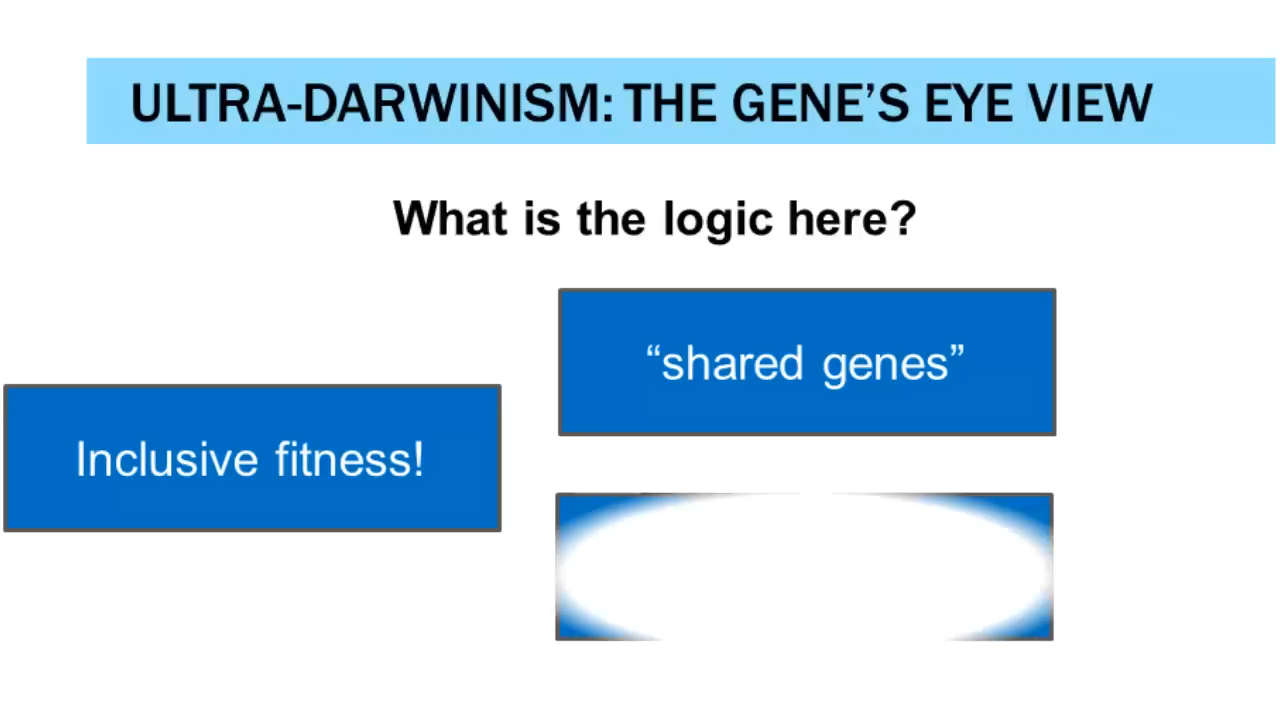 ULTRA-DARWINISM: THE GENE’S EYE VIEW
What is the logic here?
“shared genes”
Inclusive fitness!